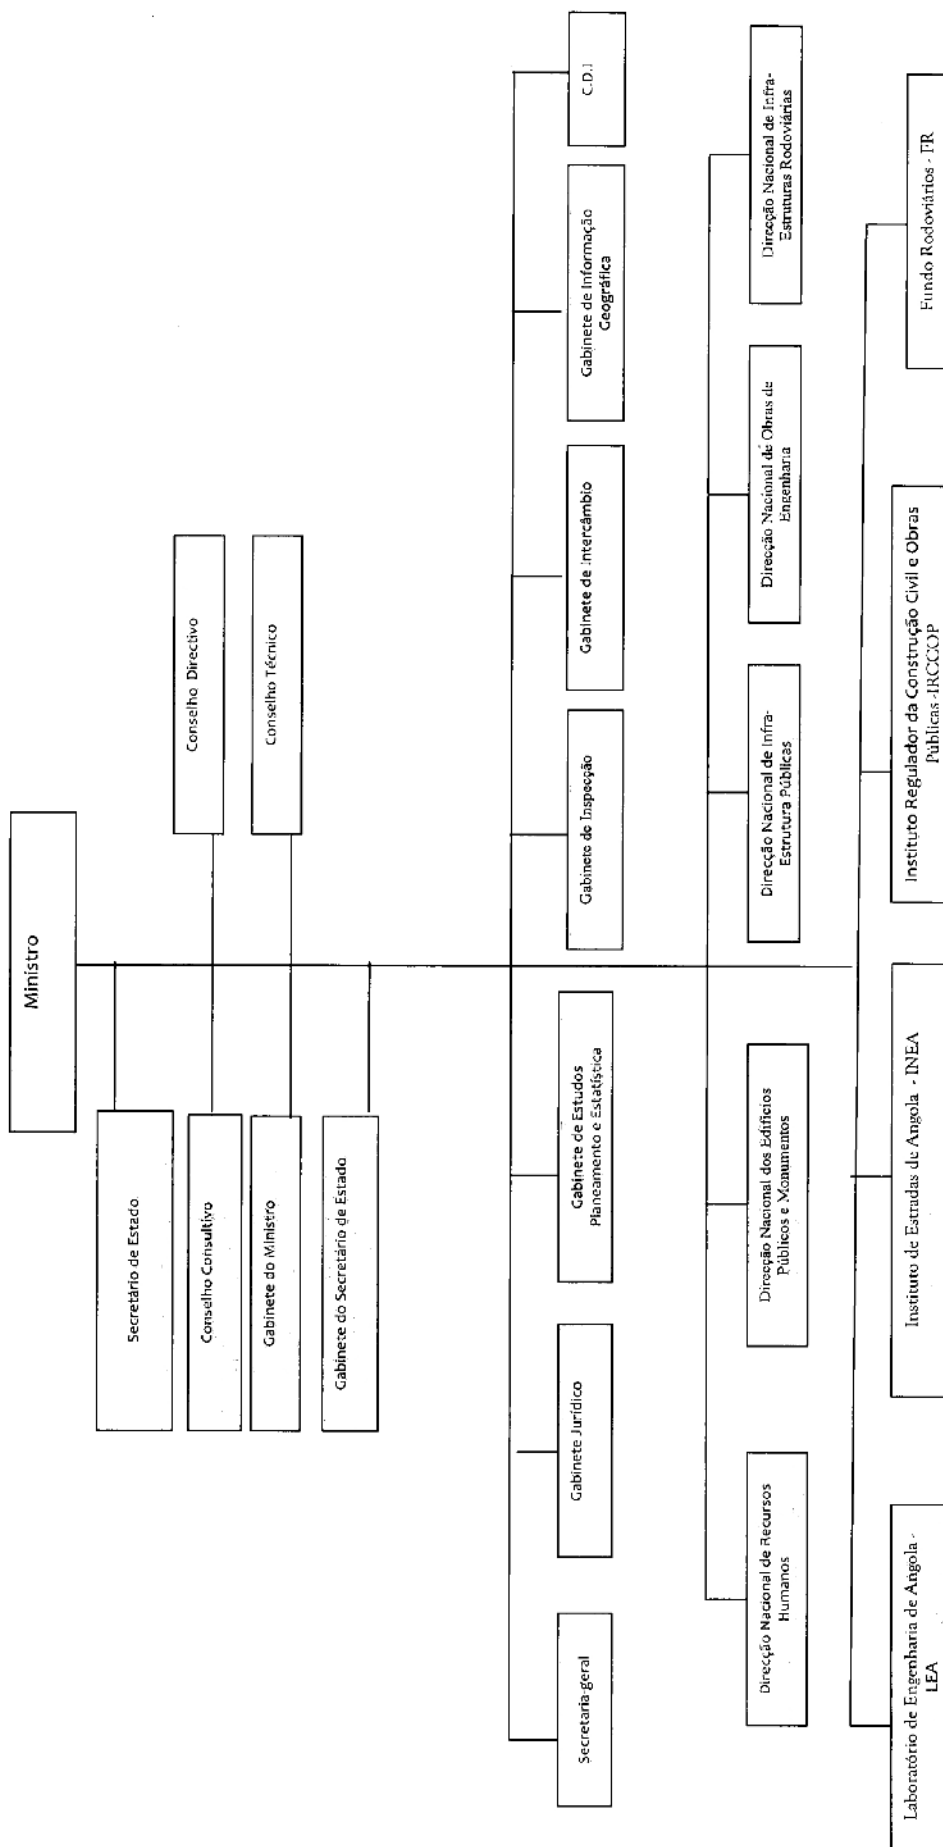 Ministro
Secretário de Estado
Conselho Directivo
Conselho Consultivo
Conselho Técnico
Gabinete do Ministro
Gabinete do Secretário de Estado
Secretaria-geral
Gabinete Jurídico
Gabinete de Estudos
Planeamento e Estatística
Gabinete de Inspecção
Gabinete de Intercâmbio
Gabinete de Informação
Geográfica
C.D.I
Direcção Nacional de Recursos
Humanos
Direcção Nacional dos Edifícios
Públicos e Monumentos
Direcção Nacional de Infra-
Estrutura Públicas
Direcção Nacional de Obras de
Engenharia
Direcção Nacional de Infra-
Estruturas Rodoviárias
Laboratório de Engenharia de Angola -
LEA
Instituto de Estradas de Angola - INEA
Instituto Regulador da Construção Civil e Obras
Públicas -IRCCOP
Fundo Rodoviários - FR